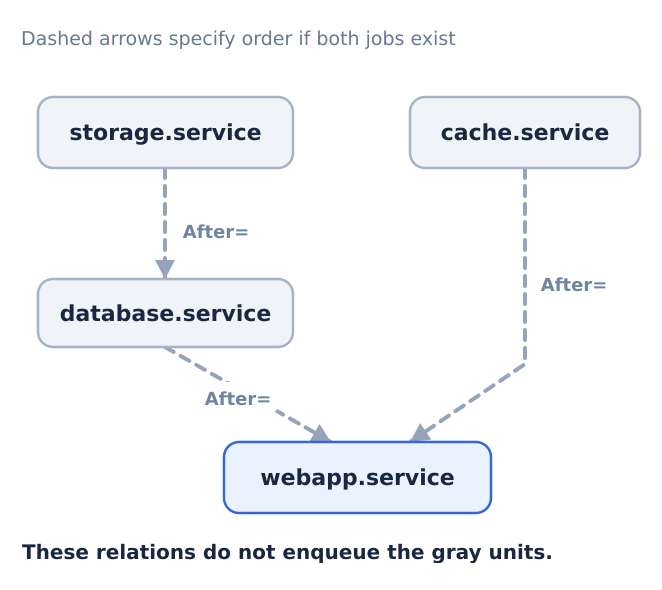 Dashed arrows specify order if both jobs exist
storage.service
cache.service
After=
After=
database.service
After=
webapp.service
These relations do not enqueue the gray units.